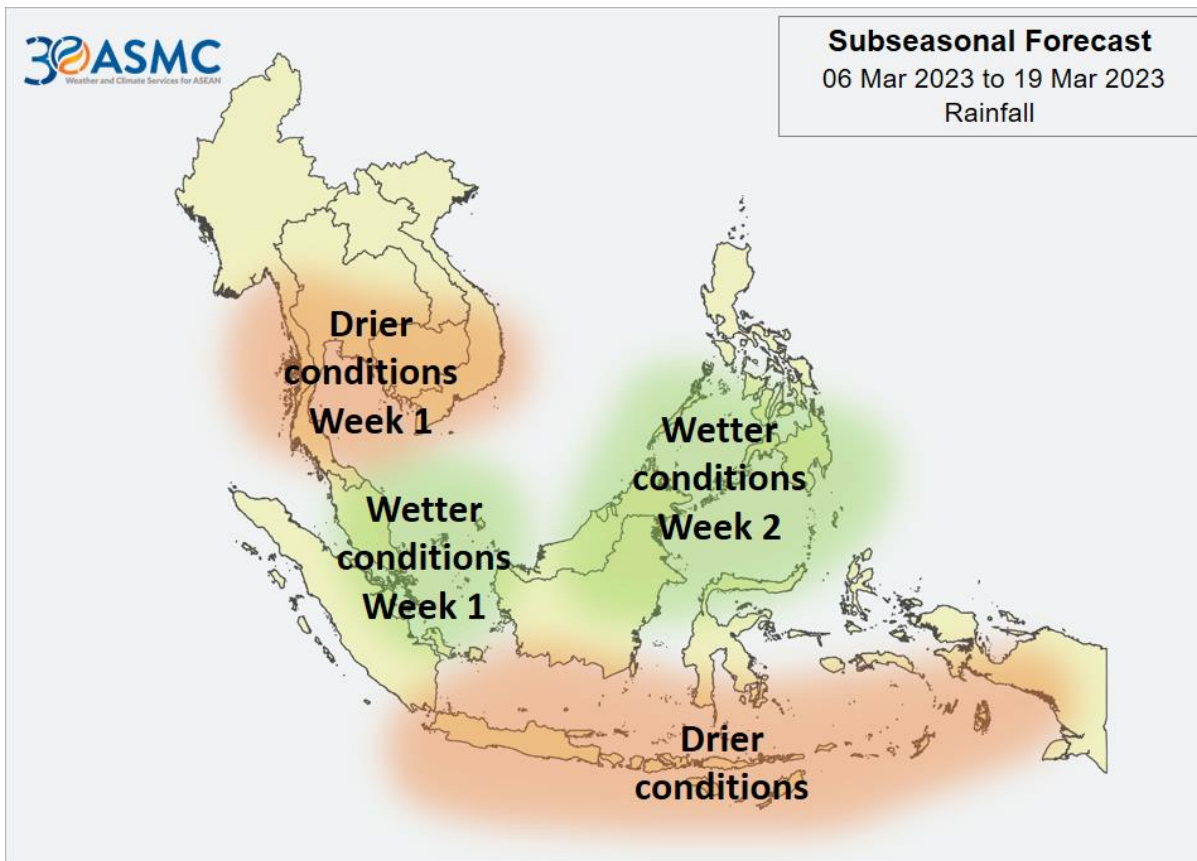 30 ASMC
Weather and Climate Services for ASEAN
Subseasonal Forecast
06 Mar 2023 to 19 Mar 2023
Rainfall
Drier
conditions
Week 1
Wetter
conditions
Week 2
Wetter
conditions
Week 1
Drier
conditions